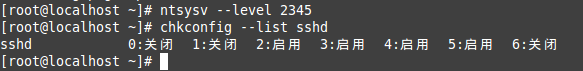 [root@localhost ~]# ntsysv --level 2345
[root@localhost ~]# chkconfig --list sshd
sshd 0:关闭 1:关闭 2:启用 3:启用 4:启用 5:启用 6:关闭
[root@localhost ~]#